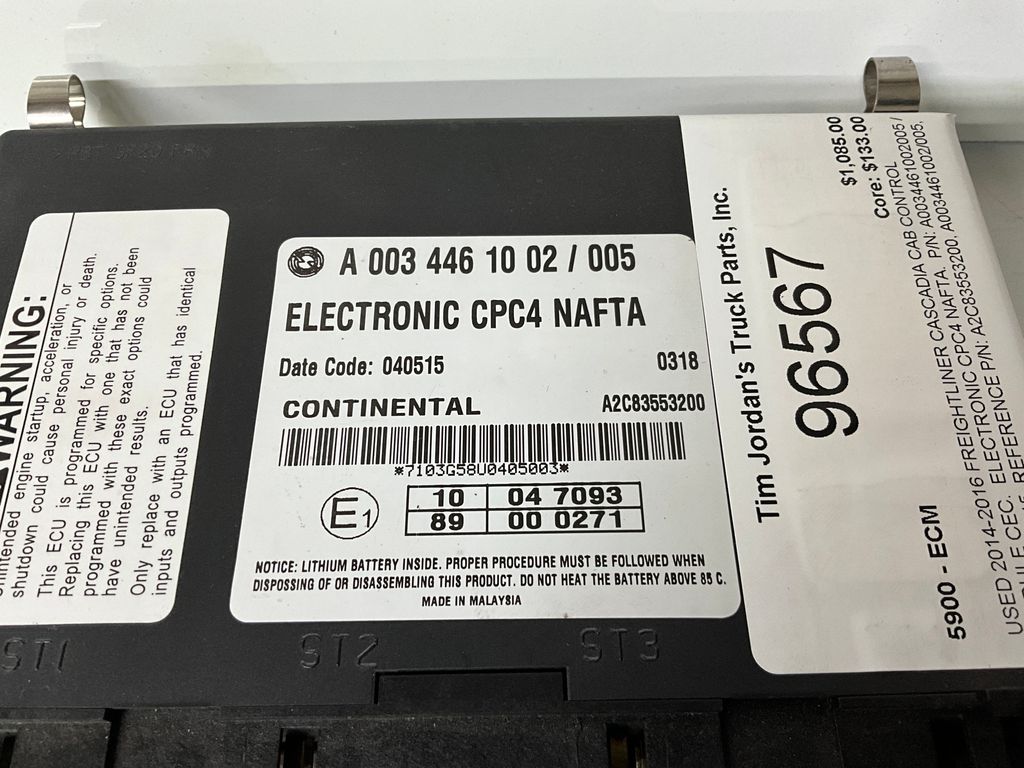 WARNING:
shutdown could cause personal injury or death.
engine startup, acceleration, or
This ECU is programmed for specific options.
Replacing this ECU with one that has not been
programmed with these exact options could
have unintended results.
Only replace with an ECU that has identical
inputs and outputs programmed.
A 003 446 10 02 / 005
ELECTRONIC CPC4 NAFTA
Date Code: 040515 0318
CONTINENTAL A2C83553200
*7103G58U0405003*
E1
10 04 7093
89 00 0271
NOTICE: LITHIUM BATTERY INSIDE. PROPER PROCEDURE MUST BE FOLLOWED WHEN
DISPOSSING OF OR DISASSEMBLING THIS PRODUCT. DO NOT HEAT THE BATTERY ABOVE 85 C.
MADE IN MALAYSIA
ST1 ST2 ST3
Tim Jordan's Truck Parts, Inc.
96567
$1,085.00
Core: $133.00
5900 - ECM
USED 2014-2016 FREIGHTLINER CASCADIA CAB CONTROL
ELECTRONIC CPC4 NAFTA. P/N: A0034461002005 /
REFERENCE P/N: A2C83553200, A0034461002/005,